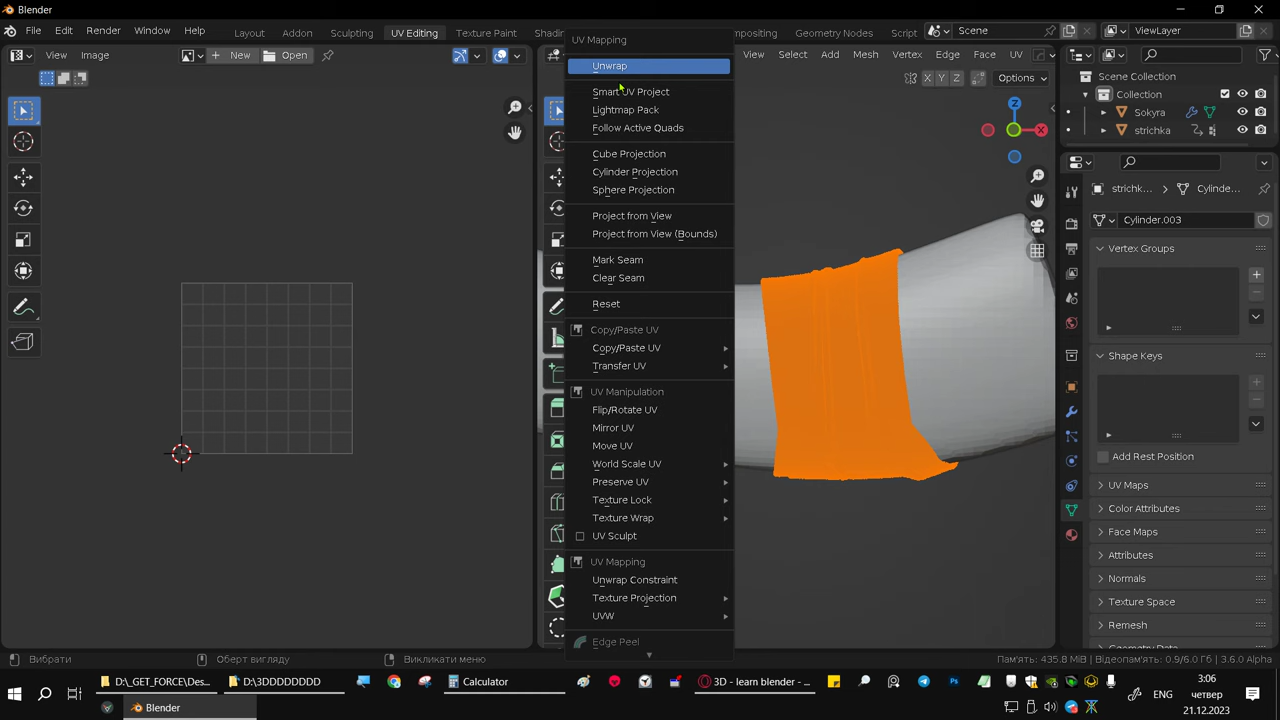 Blender
File Edit Render Window Help
Layout Adding Sculpting UV Editing Texture Paint
Scene
ViewLayer
View Image
New
Open
View Select Add Mesh Vertex Edge Face UV
X Y Z
Options
UV Mapping
Unwrap
Smart UV Project
Lightmap Pack
Follow Active Quads
Cube Projection
Cylinder Projection
Sphere Projection
Project from View
Project from View (Bounds)
Mark Seam
Clear Seam
Reset
Copy/Paste UV
Copy/Paste UV
Transfer UV
UV Manipulation
Flip/Rotate UV
Mirror UV
Move UV
World Scale UV
Preserve UV
Texture Lock
Texture Wrap
UV Sculpt
UV Mapping
Unwrap Constraint
Texture Projection
UVW
Edge Peel
Z
X
Scene Collection
Collection
Sokyra
strichka
strichk...
Cylinder...
Cylinder.003
Vertex Groups
Shape Keys
Add Rest Position
UV Maps
Color Attributes
Face Maps
Attributes
Normals
Texture Space
Remesh
Вибрати
Оберт вигляду
Викликати меню
Пам'ять: 435.8 MiB | Відеопам'ять: 0.9/6.0 Гі | 3.6.0 Alpha
D:\_GET_FORCE\Des...
D:\3DDDDDDDD
Calculator
3D - learn blender - ...
Blender
ENG
3:06
четвер
21.12.2023